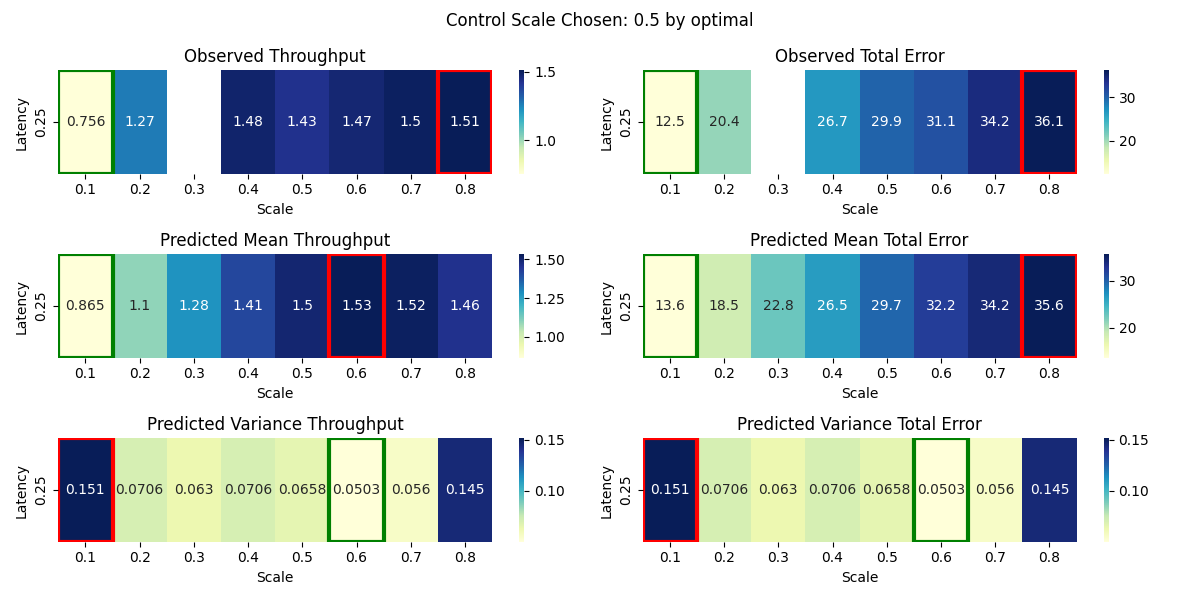 Control Scale Chosen: 0.5 by optimal
Observed Throughput
Latency
0.25
0.756 1.27 1.48 1.43 1.47 1.5 1.51
0.1 0.2 0.3 0.4 0.5 0.6 0.7 0.8
Scale
1.5
1.0
Observed Total Error
Latency
0.25
12.5 20.4 26.7 29.9 31.1 34.2 36.1
0.1 0.2 0.3 0.4 0.5 0.6 0.7 0.8
Scale
30
20
Predicted Mean Throughput
Latency
0.25
0.865 1.1 1.28 1.41 1.5 1.53 1.52 1.46
0.1 0.2 0.3 0.4 0.5 0.6 0.7 0.8
Scale
1.50
1.25
1.00
Predicted Mean Total Error
Latency
0.25
13.6 18.5 22.8 26.5 29.7 32.2 34.2 35.6
0.1 0.2 0.3 0.4 0.5 0.6 0.7 0.8
Scale
30
20
Predicted Variance Throughput
Latency
0.25
0.151 0.0706 0.063 0.0706 0.0658 0.0503 0.056 0.145
0.1 0.2 0.3 0.4 0.5 0.6 0.7 0.8
Scale
0.15
0.10
Predicted Variance Total Error
Latency
0.25
0.151 0.0706 0.063 0.0706 0.0658 0.0503 0.056 0.145
0.1 0.2 0.3 0.4 0.5 0.6 0.7 0.8
Scale
0.15
0.10